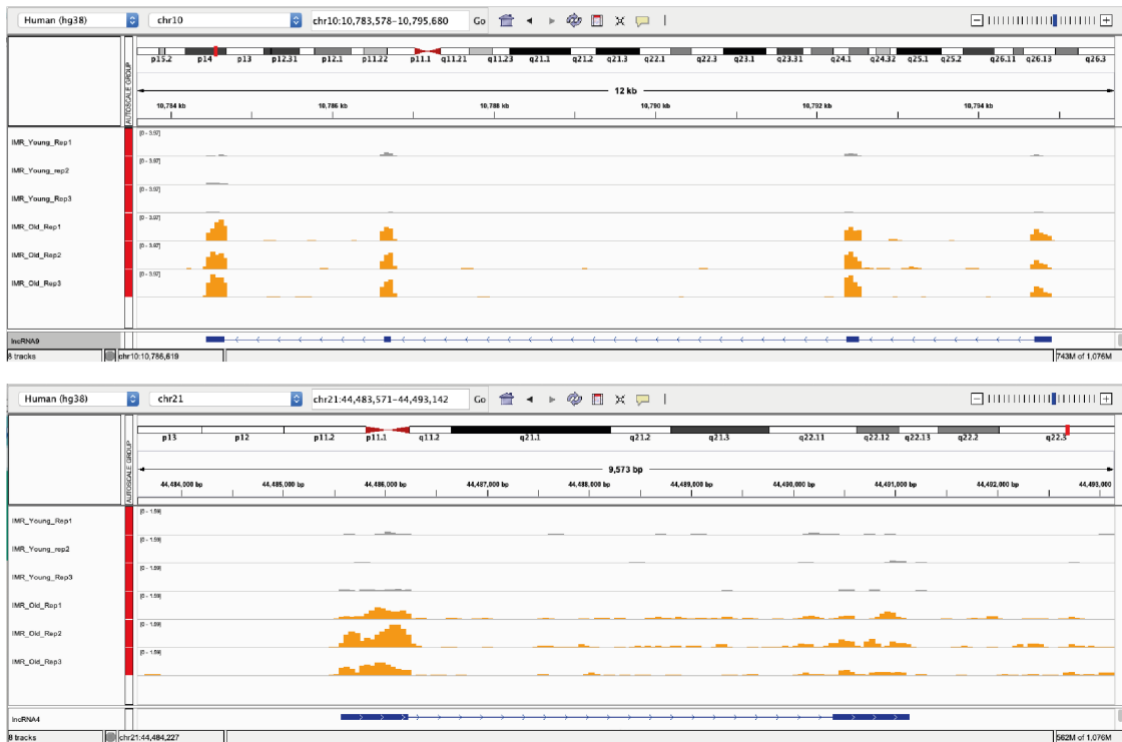 Human (hg38) chr10 chr10:10,783,578-10,795,680 Go
p15.2 p14 p13 p12.31 p12.1 p11.22 p11.1 q11.21 q11.23 q21.1 q21.2 q21.3 q22.1 q22.3 q23.1 q23.31 q24.1 q24.32 q25.1 q25.2 q26.11 q26.13 q26.3
12 kb
10,784 kb 10,786 kb 10,788 kb 10,790 kb 10,792 kb 10,794 kb
AUTOSCALE GROUP
IMR_Young_Rep1
IMR_Young_rep2
IMR_Young_Rep3
IMR_Old_Rep1
IMR_Old_Rep2
IMR_Old_Rep3
lncRNA9
8 tracks chr10:10,786,619 743M of 1,076M
Human (hg38) chr21 chr21:44,483,571-44,493,142 Go
p13 p12 p11.2 p11.1 q11.2 q21.1 q21.2 q21.3 q22.11 q22.12 q22.13 q22.2 q22.3
9,573 bp
44,484,000 bp 44,485,000 bp 44,486,000 bp 44,487,000 bp 44,488,000 bp 44,489,000 bp 44,490,000 bp 44,491,000 bp 44,492,000 bp 44,493,000
AUTOSCALE GROUP
IMR_Young_Rep1
IMR_Young_rep2
IMR_Young_Rep3
IMR_Old_Rep1
IMR_Old_Rep2
IMR_Old_Rep3
lncRNA4
8 tracks chr21:44,484,227 562M of 1,076M